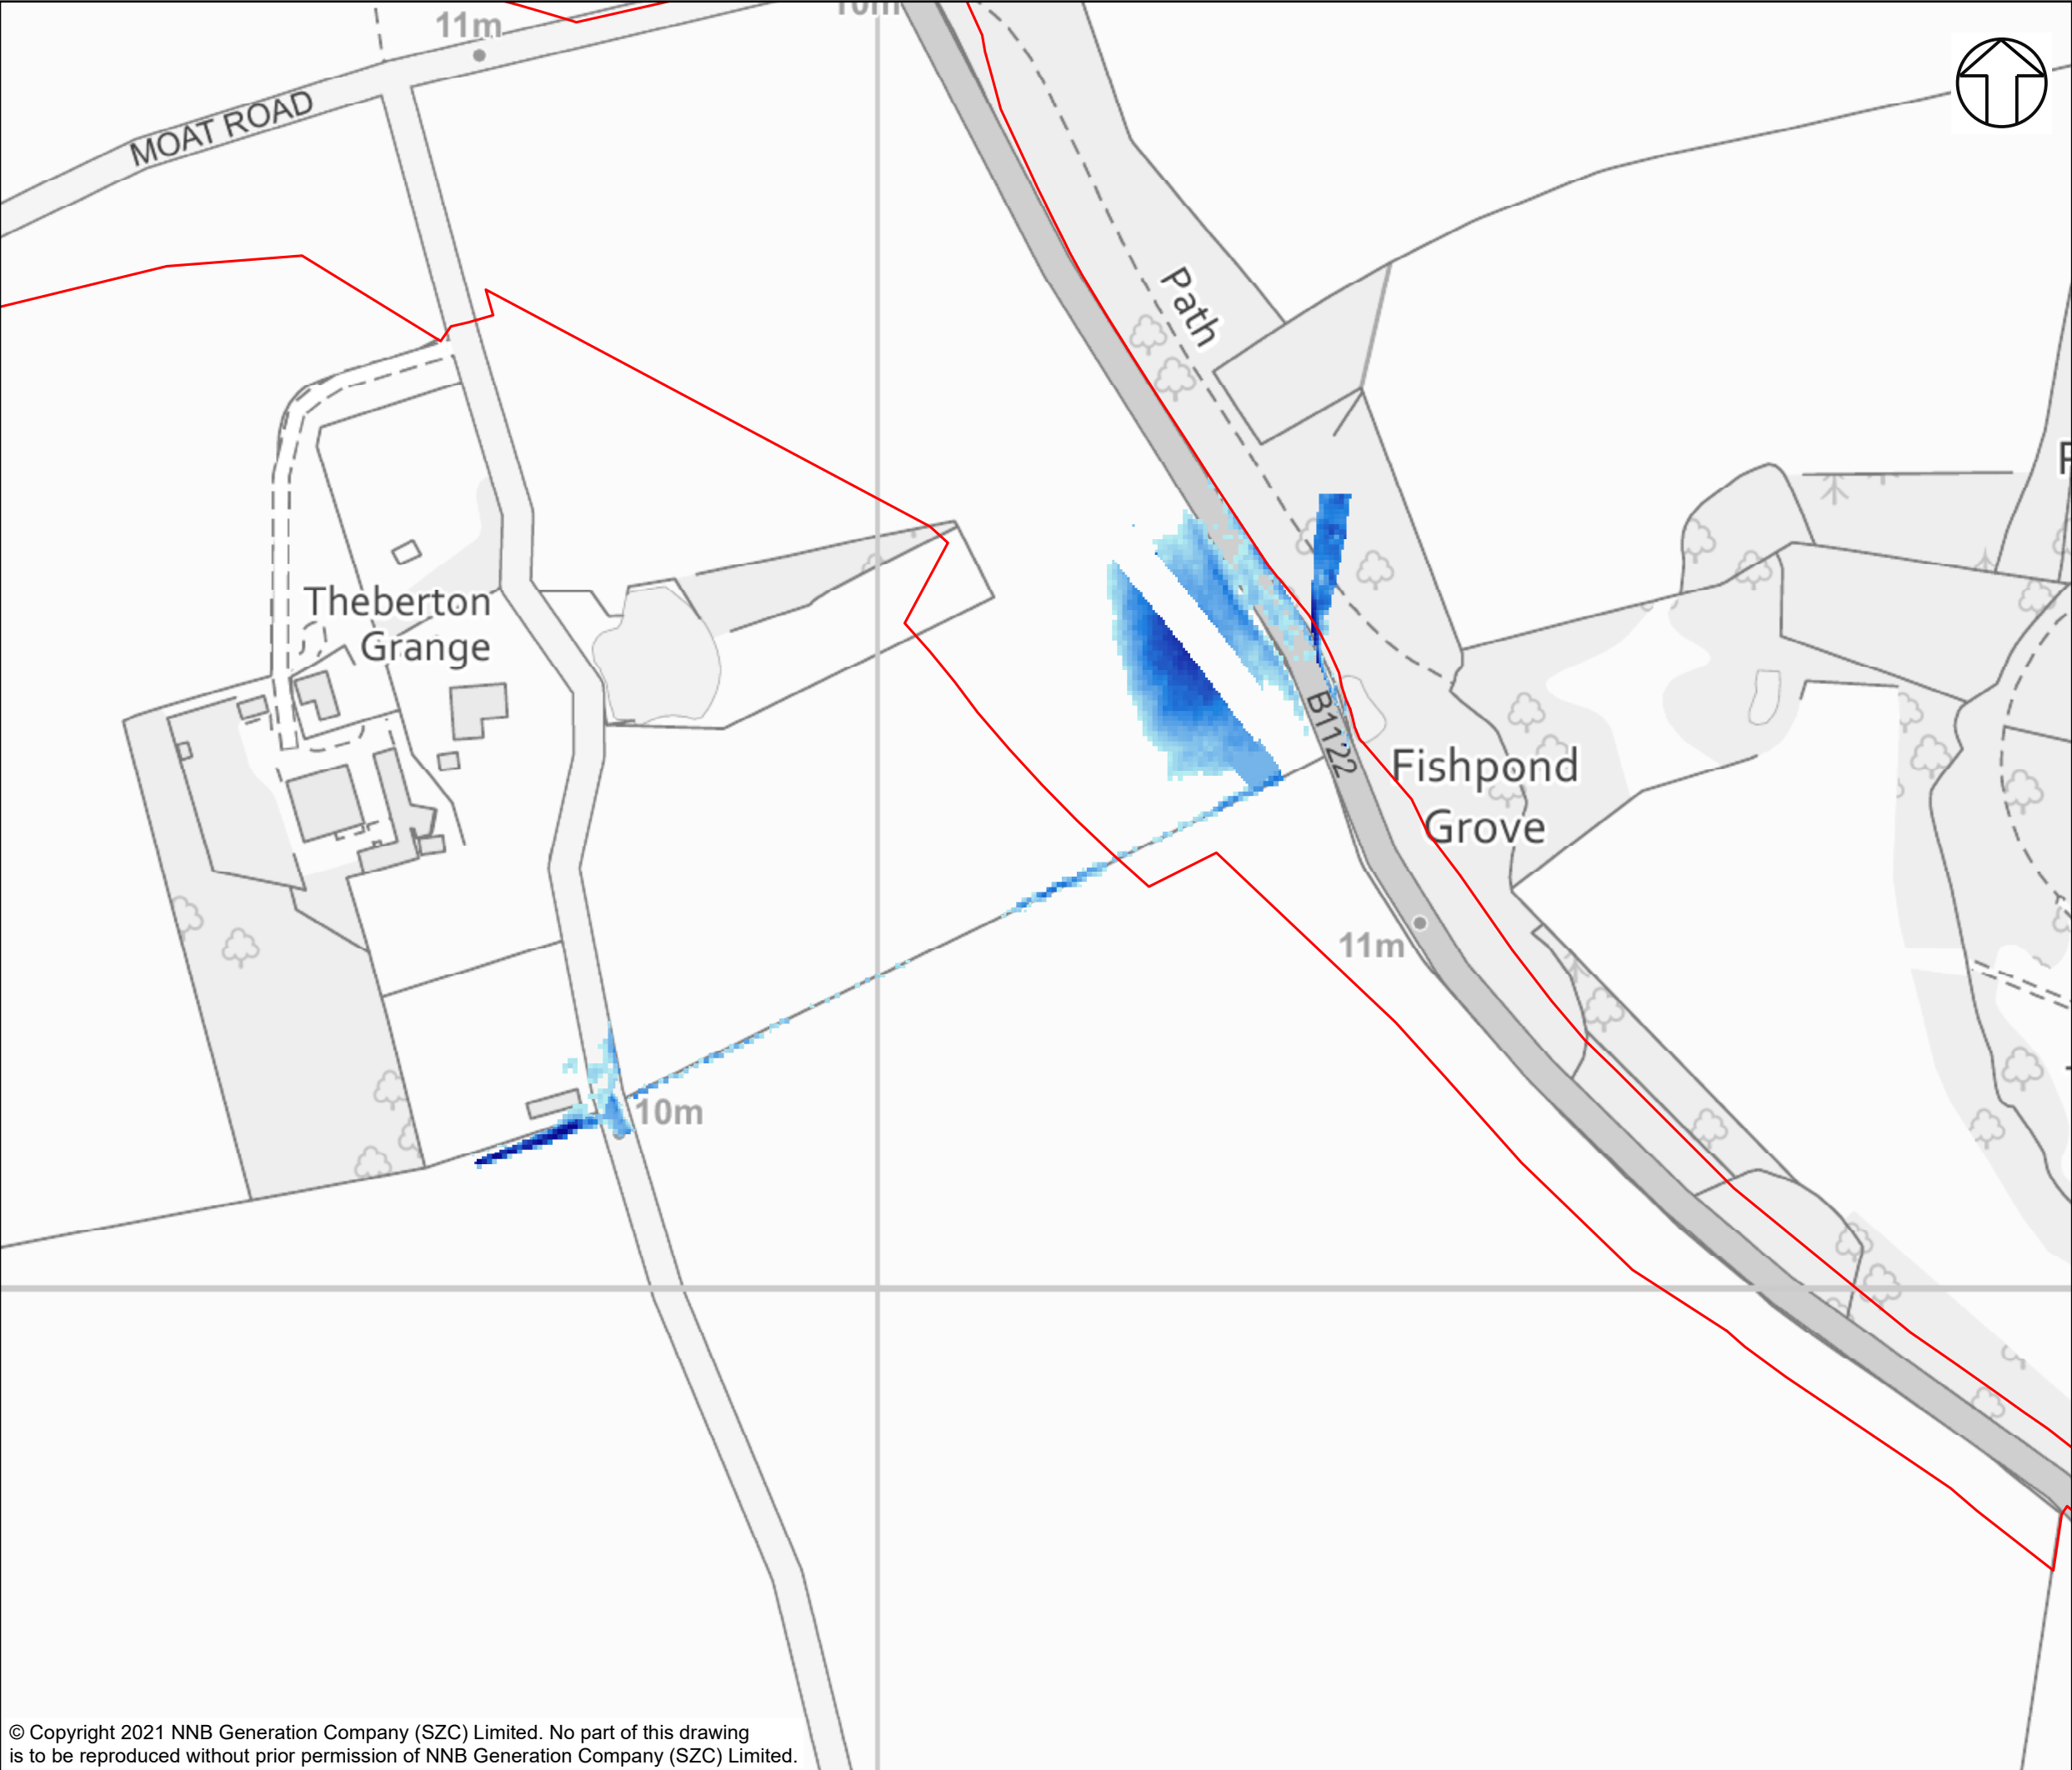 11m
10m
MOAT ROAD
Path
Theberton
Grange
B1122
Fishpond
Grove
11m
10m
© Copyright 2021 NNB Generation Company (SZC) Limited. No part of this drawing
is to be reproduced without prior permission of NNB Generation Company (SZC) Limited.